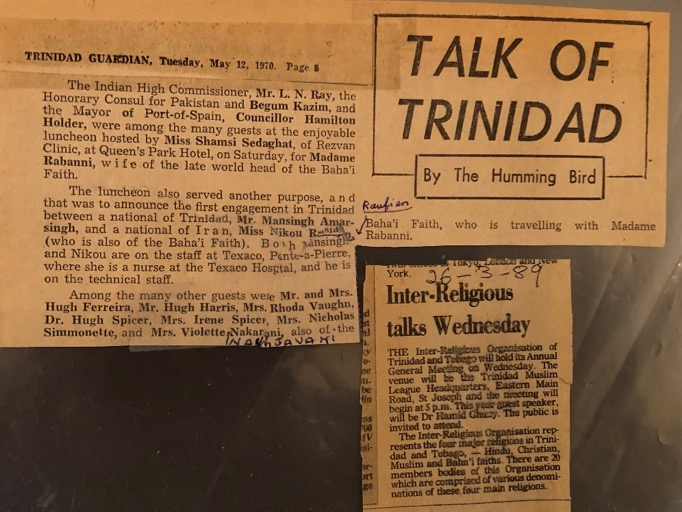 TRINIDAD GUARDIAN, Tuesday, May 12, 1970. Page 5
The Indian High Commissioner, Mr. L. N. Ray, the
Honorary Consul for Pakistan and Begum Kazim, and
the Mayor of Port-of-Spain, Councillor Hamilton
Holder, were among the many guests at the enjoyable
luncheon hosted by Miss Shamsi Sedaghat, of Rezvan
Clinic, at Queen's Park Hotel, on Saturday, for Madame
Rabanni, wife of the late world head of the Baha'i
Faith.
The luncheon also served another purpose, and
that was to announce the first engagement in Trinidad
between a national of Trinidad, Mr. Mansingh Amar-
singh, and a national of Iran, Miss Nikou
(who is also of the Baha'i Faith). Both Mansingh
and Nikou are on the staff at Texaco, Pointe-a-Pierre,
where she is a nurse at the Texaco Hospital, and he is
on the technical staff.
Among the many other guests were Mr. and Mrs.
Hugh Ferreira, Mr. Hugh Harris, Mrs. Rhoda Vaughn,
Dr. Hugh Spicer, Mrs. Irene Spicer, Mrs. Nicholas
Simmonette, and Mrs. Violette Nakarani, also of the
NAKHJAVANI
TALK OF
TRINIDAD
By The Humming Bird
Raufian
Baha'i Faith, who is travelling with Madame
Rabanni.
Tokyo, London and New
York.
26-3-89
Inter-Religious
talks Wednesday
THE Inter-Religious Organisation of
Trinidad and Tobago will hold its Annual
General Meeting on Wednesday. The
venue will be the Trinidad Muslim
League Headquarters, Eastern Main
Road, St Joseph and the meeting will
begin at 5 p.m. This year guest speaker,
will be Dr Hamid Ghany. The public is
invited to attend.
The Inter-Religious Organisation rep-
resents the four major religions in Trini-
dad and Tobago, — Hindu, Christian,
Muslim and Baha'i faiths. There are 20
members bodies of this Organisation
which are comprised of various denomi-
nations of these four main religions.